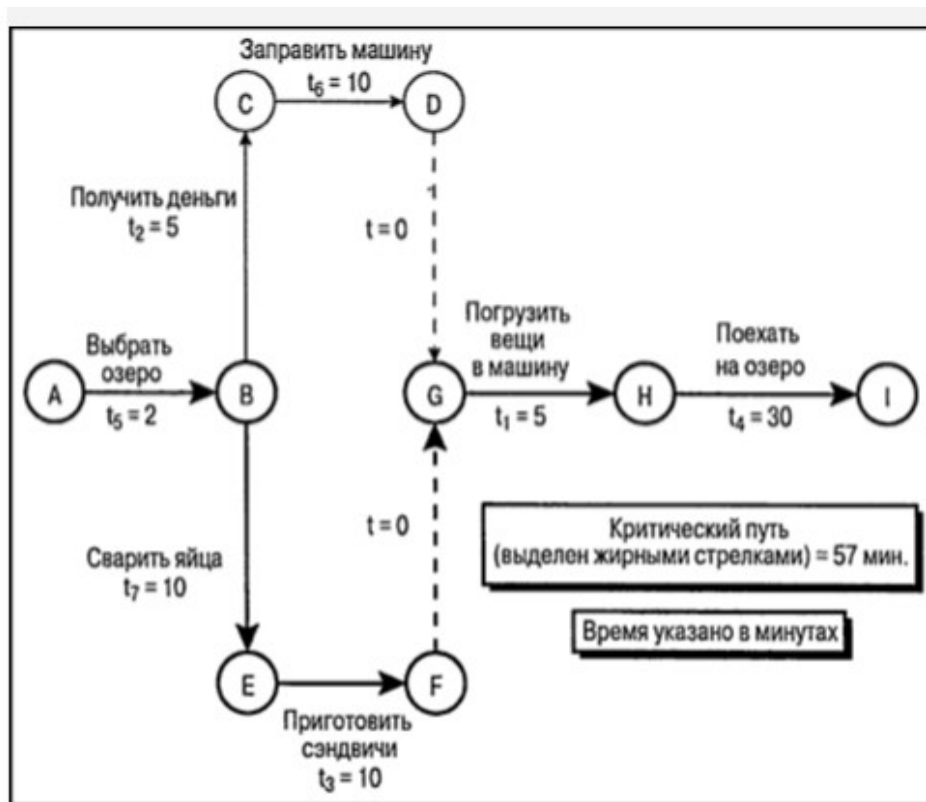 Заправить машину
t₆ = 10
C
D
Получить деньги
t₂ = 5
t = 0
Выбрать
озеро
t₅ = 2
A
B
G
Погрузить
вещи
в машину
t₁ = 5
H
Поехать
на озеро
t₄ = 30
I
Сварить яйца
t₇ = 10
t = 0
Критический путь
(выделен жирными стрелками) = 57 мин.
Время указано в минутах
E
F
Приготовить
сэндвичи
t₃ = 10